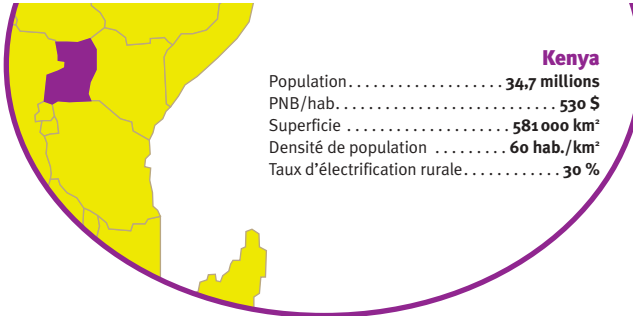 Kenya
Population. . . . . . . . . . . . . . . . . . . 34,7 millions
PNB/hab. . . . . . . . . . . . . . . . . . . . . . . . . . . 530 $
Superficie . . . . . . . . . . . . . . . . . . . . 581 000 km²
Densité de population . . . . . . . . . 60 hab./km²
Taux d'électrification rurale. . . . . . . . . . . . 30 %